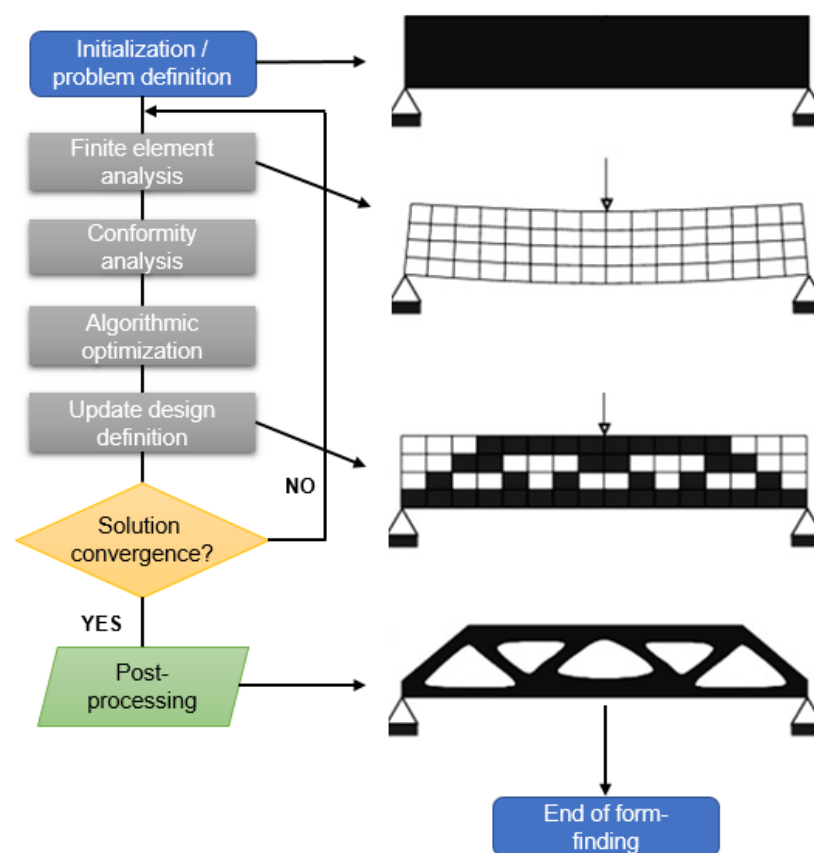 Initialization /
problem definition
Finite element
analysis
Conformity
analysis
Algorithmic
optimization
Update design
definition
NO
Solution
convergence?
YES
Post-
processing
End of form-
finding